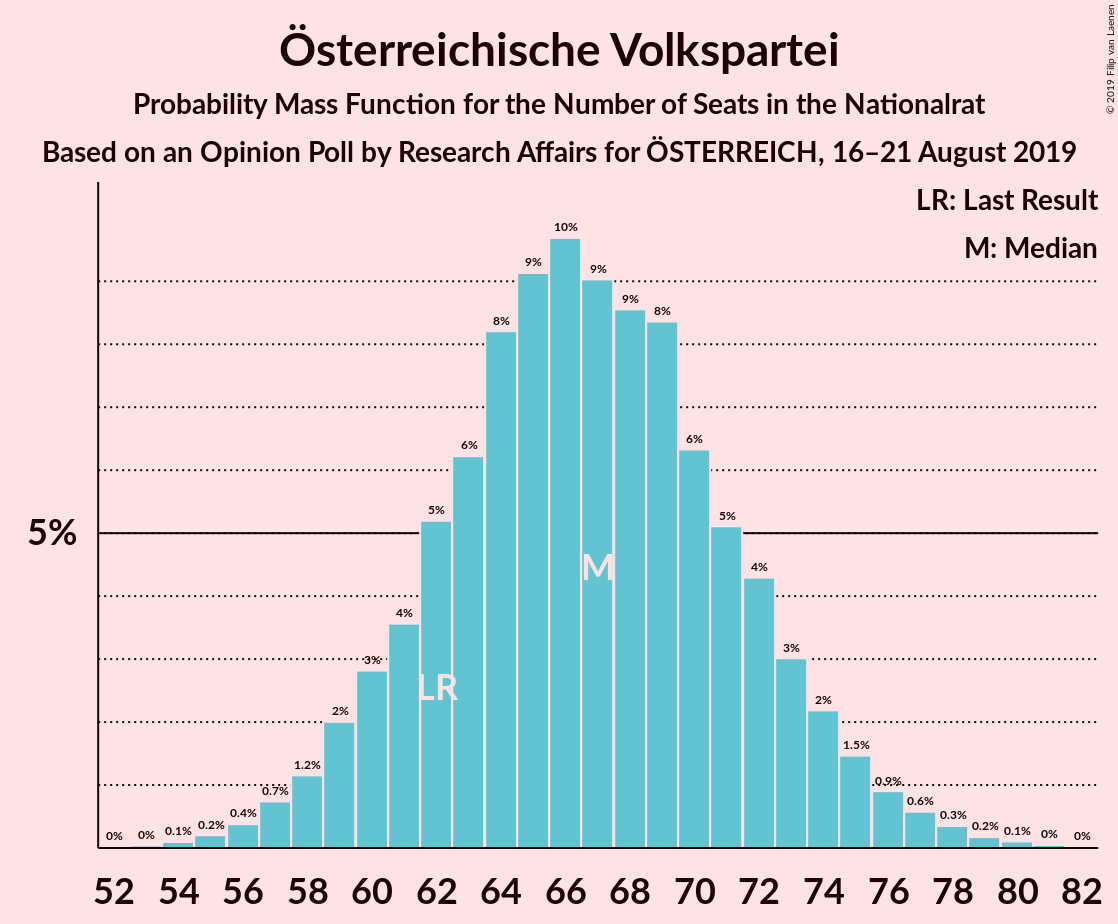 Österreichische Volkspartei
Probability Mass Function for the Number of Seats in the Nationalrat
Based on an Opinion Poll by Research Affairs for ÖSTERREICH, 16–21 August 2019
© 2019 Filip van Laenen
LR: Last Result
M: Median
5%
0% 0% 0.1% 0.2% 0.4% 0.7% 1.2% 2% 3% 4% 5% 6% 8% 9% 10% 9% 9% 8% 6% 5% 4% 3% 2% 1.5% 0.9% 0.6% 0.3% 0.2% 0.1% 0% 0%
M
LR
52 54 56 58 60 62 64 66 68 70 72 74 76 78 80 82